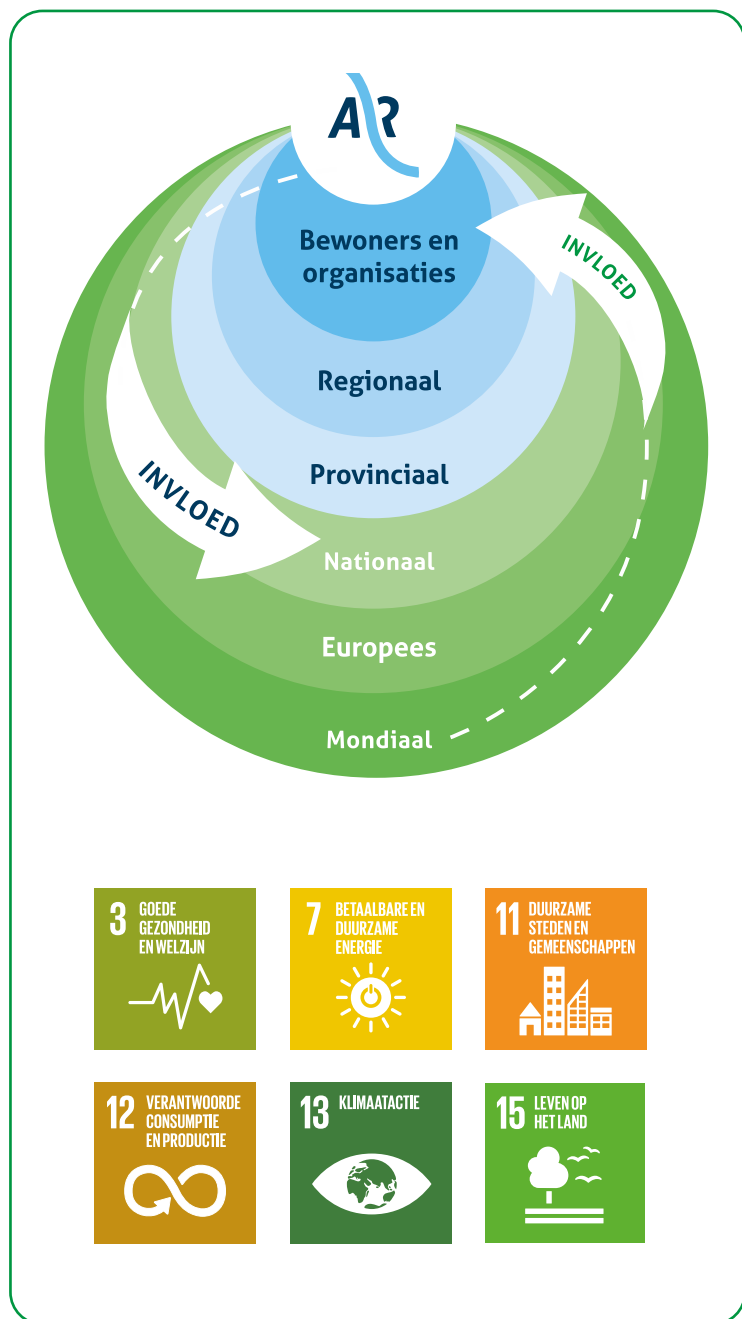 AR
Bewoners en
organisaties
INVLOED
Regionaal
Provinciaal
INVLOED
Nationaal
Europees
Mondiaal
3 GOEDE
GEZONDHEID
EN WELZIJN
7 BETAALBARE EN
DUURZAME
ENERGIE
11 DUURZAME
STEDEN EN
GEMEENSCHAPPEN
12 VERANTWOORDE
CONSUMPTIE
EN PRODUCTIE
13 KLIMAATACTIE
15 LEVEN OP
HET LAND